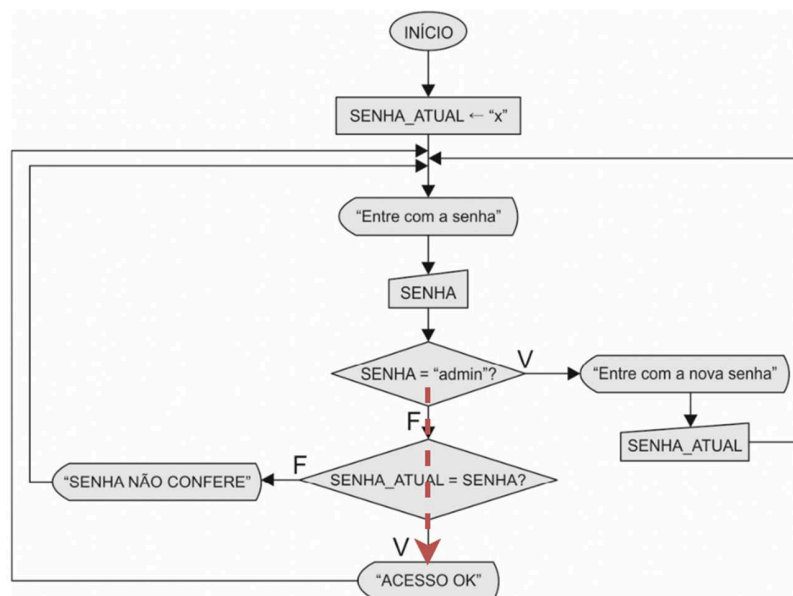 INÍCIO
SENHA_ATUAL ← “x”
“Entre com a senha”
SENHA
SENHA = “admin”?
V
“Entre com a nova senha”
SENHA_ATUAL
F
SENHA_ATUAL = SENHA?
F
“SENHA NÃO CONFERE”
V
“ACESSO OK”